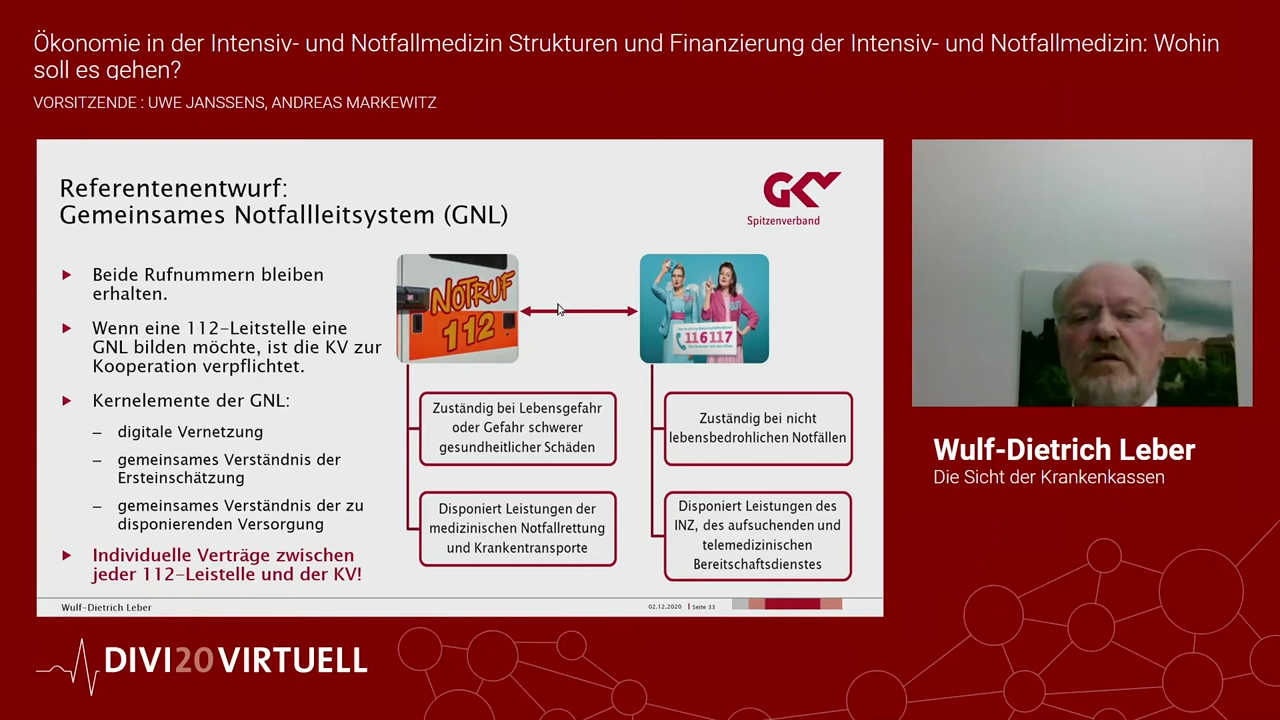 Ökonomie in der Intensiv- und Notfallmedizin Strukturen und Finanzierung der Intensiv- und Notfallmedizin: Wohin
soll es gehen?
VORSITZENDE : UWE JANSSENS, ANDREAS MARKEWITZ
Referentenentwurf:
Gemeinsames Notfallleitsystem (GNL)
GKV
Spitzenverband
Beide Rufnummern bleiben
erhalten.
Wenn eine 112-Leitstelle eine
GNL bilden möchte, ist die KV zur
Kooperation verpflichtet.
Kernelemente der GNL:
– digitale Vernetzung
– gemeinsames Verständnis der
Ersteinschätzung
– gemeinsames Verständnis der zu
disponierenden Versorgung
Individuelle Verträge zwischen
jeder 112-Leistelle und der KV!
NOTRUF
112
116117
Zuständig bei Lebensgefahr
oder Gefahr schwerer
gesundheitlicher Schäden
Disponiert Leistungen der
medizinischen Notfallrettung
und Krankentransporte
Zuständig bei nicht
lebensbedrohlichen Notfällen
Disponiert Leistungen des
INZ, des aufsuchenden und
telemedizinischen
Bereitschaftsdienstes
Wulf-Dietrich Leber
02.12.2020 | Seite 33
Wulf-Dietrich Leber
Die Sicht der Krankenkassen
DIVI20VIRTUELL